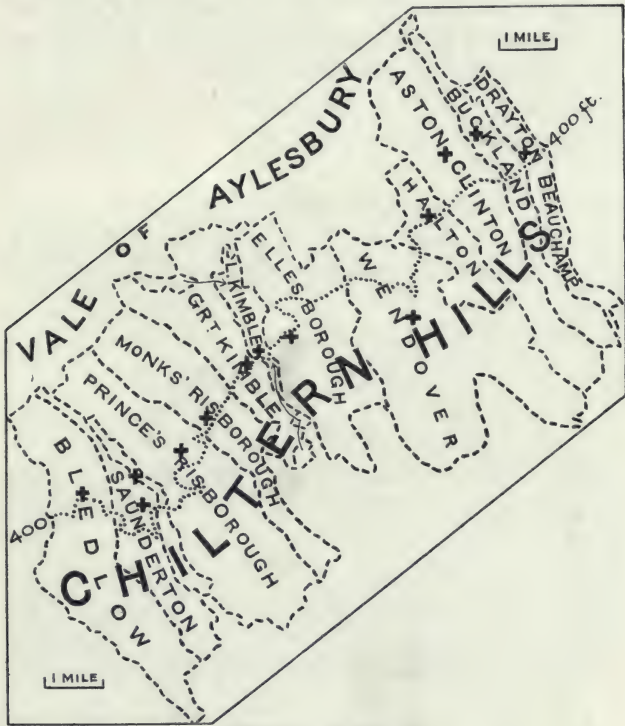 1 MILE
VALE OF AYLESBURY
DRAYTON BEAUCHAMP
BUCKLAND
ASTON CLINTON
HALTON
400 ft.
WENDOVER
ELLESBOROUGH
L. KIMBLE
GRT KIMBLE
MONKS' RISBOROUGH
PRINCE'S RISBOROUGH
SAUNDERTON
BLEDLOW
400
CHILTERN HILLS
1 MILE